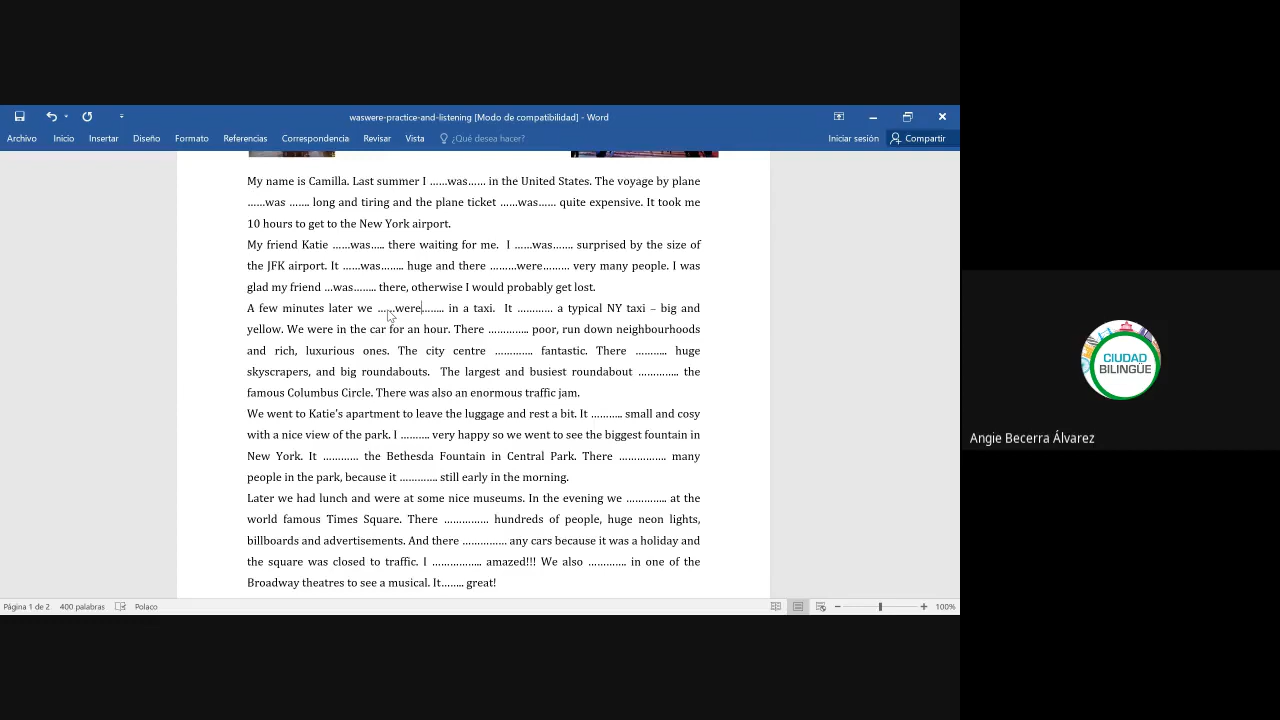 waswere-practice-and-listening [Modo de compatibilidad] - Word
Archivo Inicio Insertar Diseño Formato Referencias Correspondencia Revisar Vista ¿Qué desea hacer? Iniciar sesión Compartir
My name is Camilla. Last summer I ……was…… in the United States. The voyage by plane
……was ……. long and tiring and the plane ticket ……was…… quite expensive. It took me
10 hours to get to the New York airport.
My friend Katie ……was….. there waiting for me. I ……was……. surprised by the size of
the JFK airport. It ……was…….. huge and there ………were……… very many people. I was
glad my friend …was…….. there, otherwise I would probably get lost.
A few minutes later we ……were…….. in a taxi. It ………… a typical NY taxi – big and
yellow. We were in the car for an hour. There ………….. poor, run down neighbourhoods
and rich, luxurious ones. The city centre …………. fantastic. There ……….. huge
skyscrapers, and big roundabouts. The largest and busiest roundabout ………….. the
famous Columbus Circle. There was also an enormous traffic jam.
We went to Katie's apartment to leave the luggage and rest a bit. It ……….. small and cosy
with a nice view of the park. I ………. very happy so we went to see the biggest fountain in
New York. It ………… the Bethesda Fountain in Central Park. There ……………. many
people in the park, because it …………. still early in the morning.
Later we had lunch and were at some nice museums. In the evening we ………….. at the
world famous Times Square. There …………… hundreds of people, huge neon lights,
billboards and advertisements. And there …………… any cars because it was a holiday and
the square was closed to traffic. I …………….. amazed!!! We also …………. in one of the
Broadway theatres to see a musical. It…….. great!
Página 1 de 2 400 palabras Polaco 100%
CIUDAD
BILINGÜE
Angie Becerra Álvarez